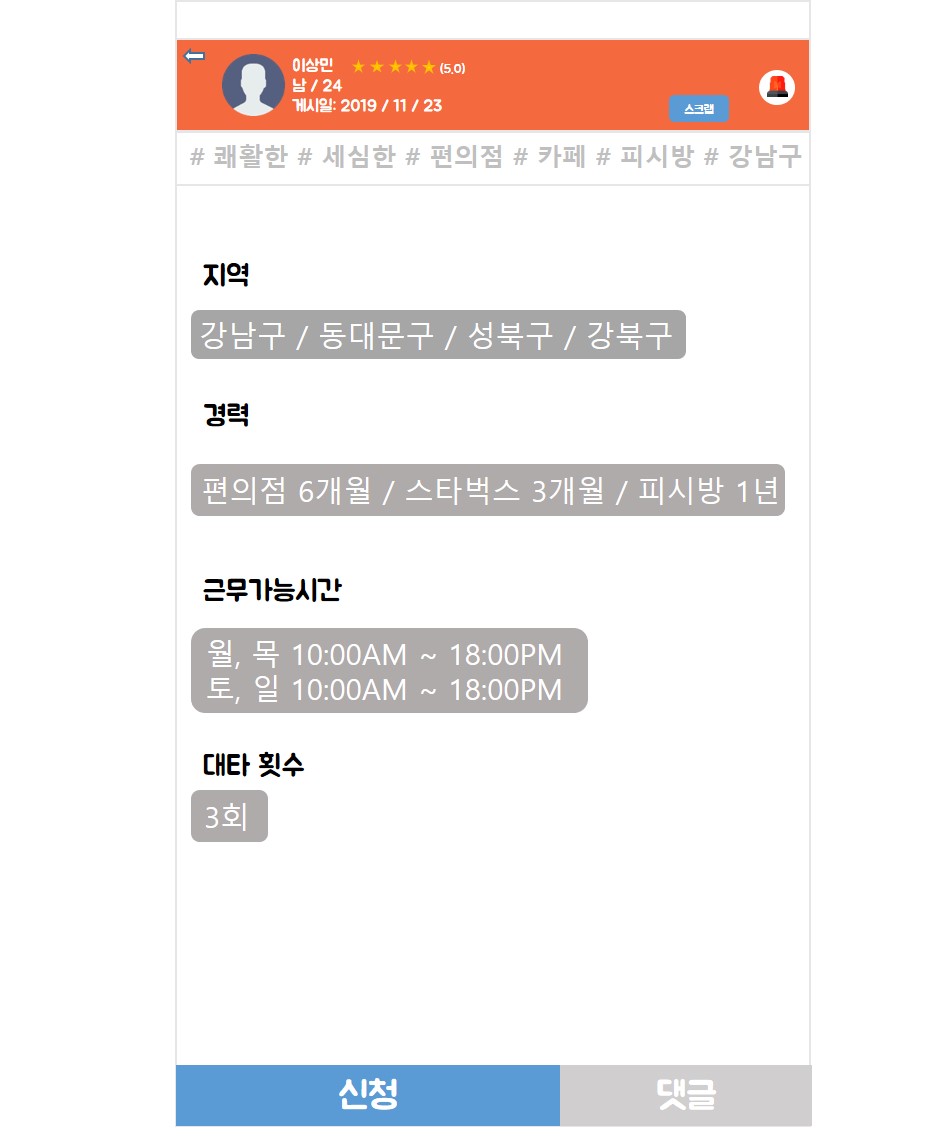 이상민 ★ ★ ★ ★ ★ (5.0)
남 / 24
게시일: 2019 / 11 / 23
스크랩
# 쾌활한 # 세심한 # 편의점 # 카페 # 피시방 # 강남구
지역
강남구 / 동대문구 / 성북구 / 강북구
경력
편의점 6개월 / 스타벅스 3개월 / 피시방 1년
근무가능시간
월, 목 10:00AM ~ 18:00PM
토, 일 10:00AM ~ 18:00PM
대타 횟수
3회
신청
댓글